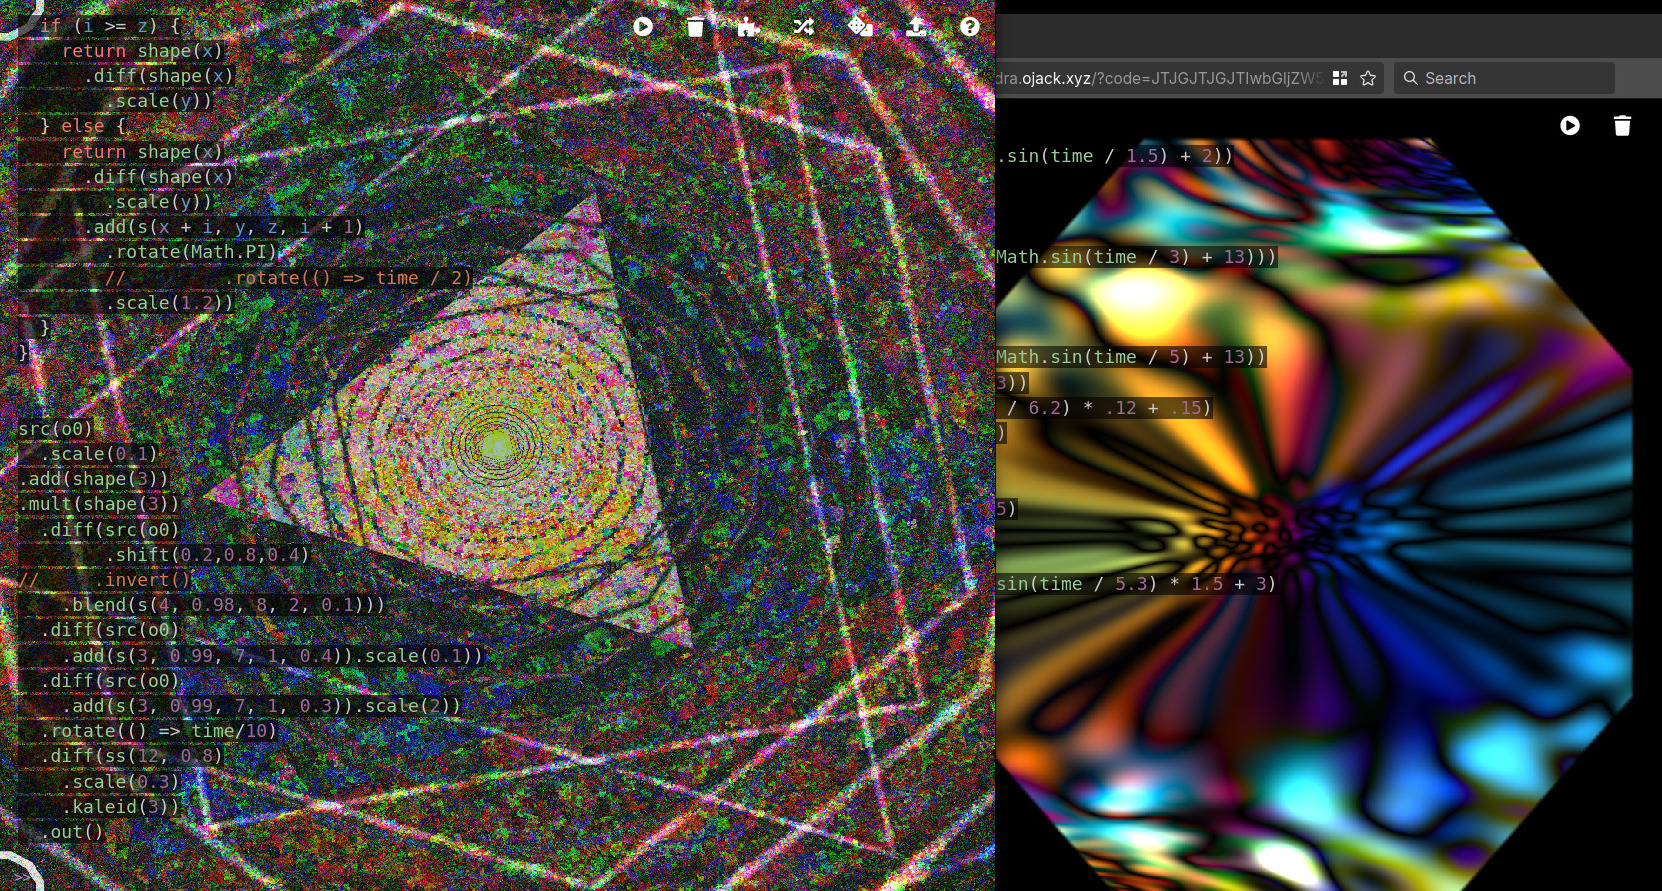 if (i >= z) {
return shape(x)
.diff(shape(x)
.scale(y))
} else {
return shape(x)
.diff(shape(x)
.scale(y))
.add(s(x + i, y, z, i + 1)
.rotate(Math.PI)
// .rotate(() => time / 2)
.scale(1.2))
}
}
src(o0)
.scale(0.1)
.add(shape(3))
.mult(shape(3))
.diff(src(o0)
.shift(0.2,0.8,0.4)
// .invert()
.blend(s(4, 0.98, 8, 2, 0.1)))
.diff(src(o0)
.add(s(3, 0.99, 7, 1, 0.4)).scale(0.1))
.diff(src(o0)
.add(s(3, 0.99, 7, 1, 0.3)).scale(2))
.rotate(() => time/10)
.diff(ss(12, 0.8)
.scale(0.3)
.kaleid(3))
.out()
>>
dra.ojack.xyz/?code=JTJGJTJGJTIwbGljZW5
Search
.sin(time / 1.5) + 2))
Math.sin(time / 3) + 13)))
Math.sin(time / 5) + 13))
3))
/ 6.2) * .12 + .15)
)
5)
sin(time / 5.3) * 1.5 + 3)